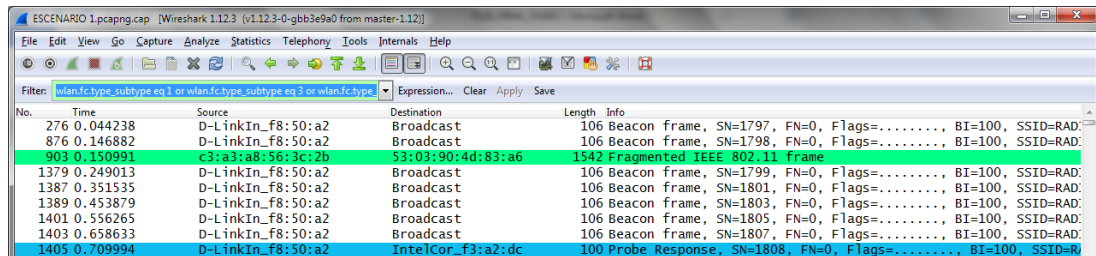 ESCENARIO 1.pcapng.cap [Wireshark 1.12.3 (v1.12.3-0-gbb3e9a0 from master-1.12)]
File Edit View Go Capture Analyze Statistics Telephony Tools Internals Help
Filter: wlan.fc.type_subtype eq 1 or wlan.fc.type_subtype eq 3 or wlan.fc.type_ Expression... Clear Apply Save
No. Time Source Destination Length Info
276 0.044238 D-LinkIn_f8:50:a2 Broadcast 106 Beacon frame, SN=1797, FN=0, Flags=........, BI=100, SSID=RAD
876 0.146882 D-LinkIn_f8:50:a2 Broadcast 106 Beacon frame, SN=1798, FN=0, Flags=........, BI=100, SSID=RAD
903 0.150991 c3:a3:a8:56:3c:2b 53:03:90:4d:83:a6 1542 Fragmented IEEE 802.11 frame
1379 0.249013 D-LinkIn_f8:50:a2 Broadcast 106 Beacon frame, SN=1799, FN=0, Flags=........, BI=100, SSID=RAD
1387 0.351535 D-LinkIn_f8:50:a2 Broadcast 106 Beacon frame, SN=1801, FN=0, Flags=........, BI=100, SSID=RAD
1389 0.453879 D-LinkIn_f8:50:a2 Broadcast 106 Beacon frame, SN=1803, FN=0, Flags=........, BI=100, SSID=RAD
1401 0.556265 D-LinkIn_f8:50:a2 Broadcast 106 Beacon frame, SN=1805, FN=0, Flags=........, BI=100, SSID=RAD
1403 0.658633 D-LinkIn_f8:50:a2 Broadcast 106 Beacon frame, SN=1807, FN=0, Flags=........, BI=100, SSID=RAD
1405 0.709994 D-LinkIn_f8:50:a2 IntelCor_f3:a2:dc 100 Probe Response, SN=1808, FN=0, Flags=........, BI=100, SSID=R